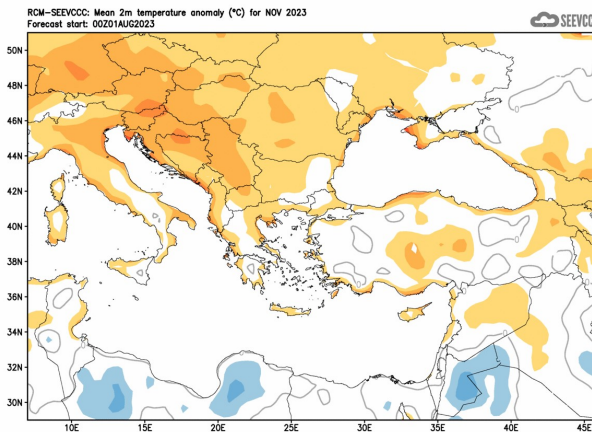 RCM-SEEVCCC: Mean 2m temperature anomaly (°C) for NOV 2023
Forecast start: 00Z01AUG2023
SEEVCC
50N
48N
46N
44N
42N
40N
38N
36N
34N
32N
30N
10E 15E 20E 25E 30E 35E 40E 45E